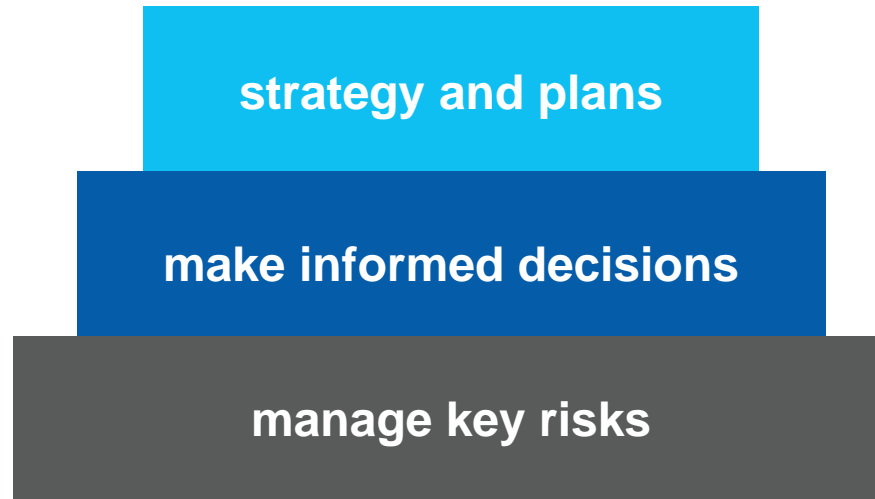 strategy and plans
make informed decisions
manage key risks